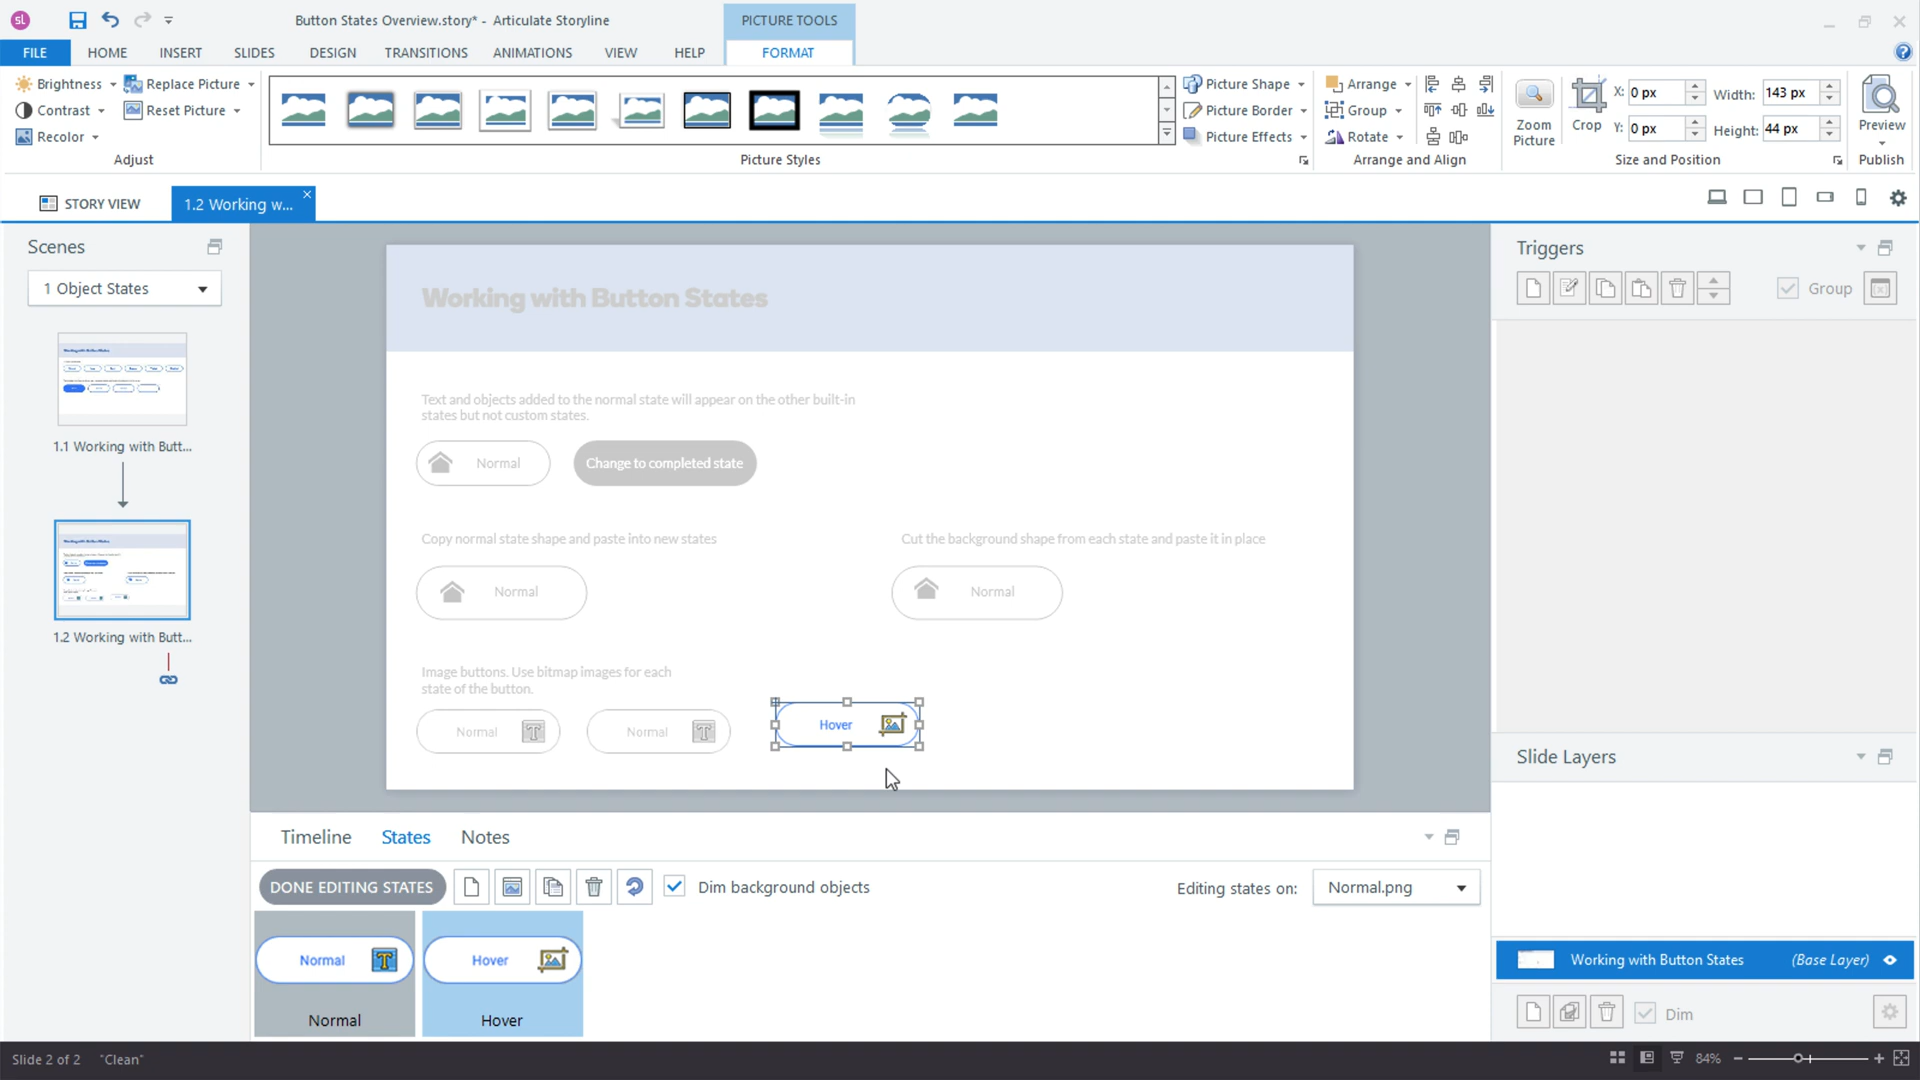 sl
Button States Overview.story* - Articulate Storyline
PICTURE TOOLS
FILE
HOME
INSERT
SLIDES
DESIGN
TRANSITIONS
ANIMATIONS
VIEW
HELP
FORMAT
?
Brightness
Replace Picture
Contrast
Reset Picture
Recolor
Adjust
Picture Styles
Picture Shape
Picture Border
Picture Effects
Arrange
Group
Rotate
Arrange and Align
Zoom
Picture
Crop
X: 0 px
Y: 0 px
Width: 143 px
Height: 44 px
Size and Position
Preview
Publish
STORY VIEW
1.2 Working w...
Scenes
1 Object States
Working with Button States
1.1 Working with Butt...
Working with Button States
1.2 Working with Butt...
Working with Button States
Text and objects added to the normal state will appear on the other built-in
states but not custom states.
Normal
Change to completed state
Copy normal state shape and paste into new states
Cut the background shape from each state and paste it in place
Normal
Normal
Image buttons. Use bitmap images for each
state of the button.
Normal
T
Normal
T
Hover
Triggers
Group
Slide Layers
Working with Button States
(Base Layer)
Dim
Timeline
States
Notes
DONE EDITING STATES
Dim background objects
Editing states on:
Normal.png
Normal
T
Hover
Normal
Hover
Slide 2 of 2
"Clean"
84%